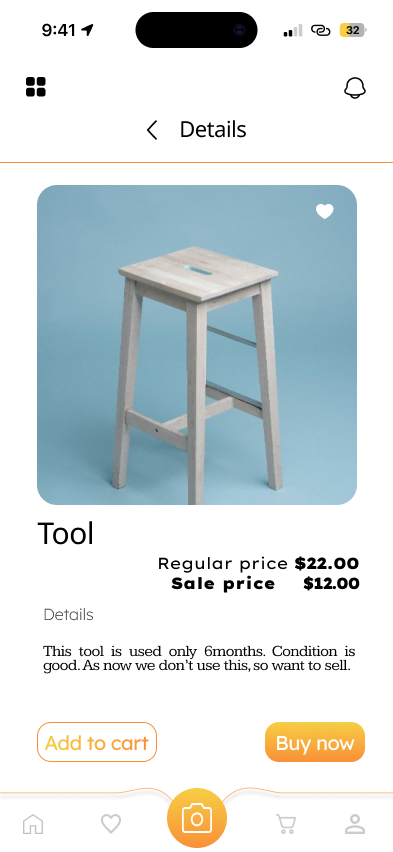 9:41
32
Details
Tool
Regular price $22.00
Sale price $12.00
Details
This tool is used only 6months. Condition is
good. As now we don't use this, so want to sell.
Add to cart
Buy now